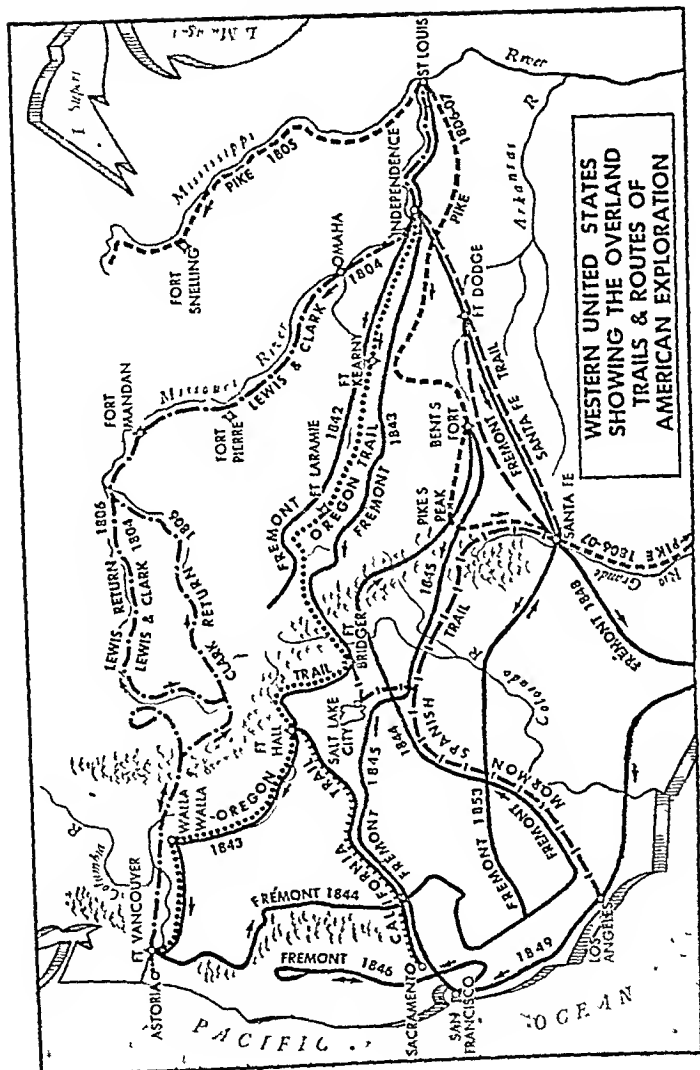 WESTERN UNITED STATES
SHOWING THE OVERLAND
TRAILS & ROUTES OF
AMERICAN EXPLORATION
PACIFIC
OCEAN
ASTORIA
FT VANCOUVER
Columbia
R
WALLA
WALLA
OREGON
1843
TRAIL
FT
HALL
LEWIS RETURN 1806
LEWIS & CLARK 1804
CLARK RETURN 1806
FORT
MANDAN
FORT
PIERRE
Missouri River
LEWIS & CLARK 1804
OMAHA
FORT
SNELLING
Mississippi
PIKE 1805
L Superi
INDEPENDENCE
ST LOUIS
River
FREMONT 1842
FT LARAMIE
OREGON TRAIL
FREMONT 1843
FT
KEARNY
PIKE 1806-07
Arkansas R
FT DODGE
BENT S
FORT
PIKE S
PEAK
FREMONT
SANTA FE TRAIL
SANTA FE
PIKE 1806-07
Rio
Grande
FREMONT 1848
FT
BRIDGER
SALT LAKE
CITY
1845
1844
1845
SPANISH TRAIL
Colorado R
MORMON
FREMONT
FREMONT 1853
CALIFORNIA TRAIL
FREMONT
FREMONT 1844
FREMONT 1846
SACRAMENTO
SAN
FRANCISCO
1849
LOS
ANGELES